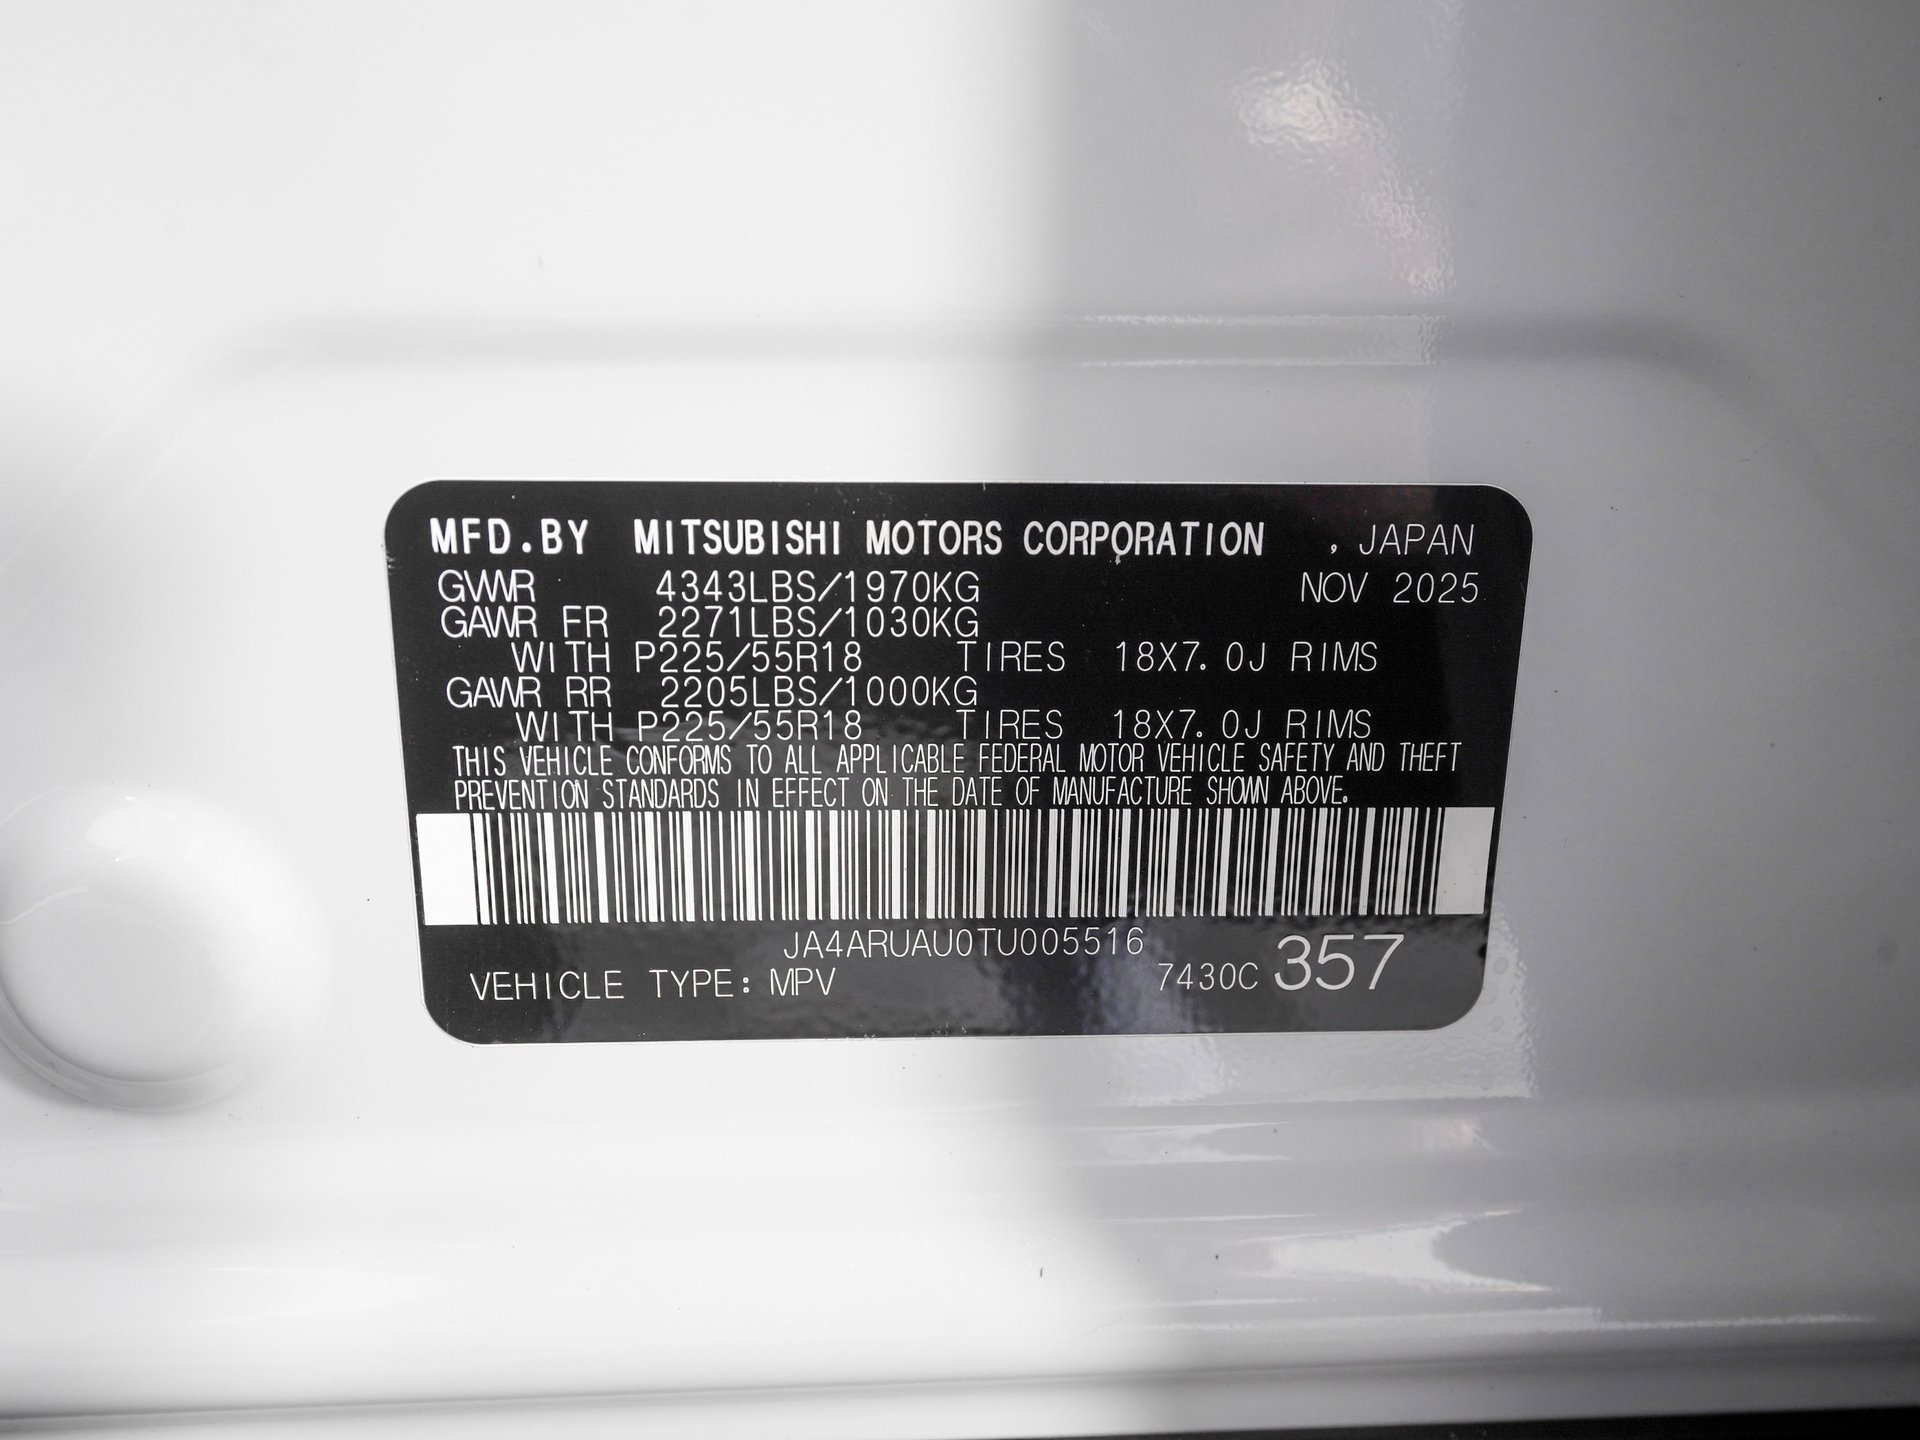 MFD.BY MITSUBISHI MOTORS CORPORATION , JAPAN
GVWR 4343LBS/1970KG NOV 2025
GAWR FR 2271LBS/1030KG
WITH P225/55R18 TIRES 18X7.0J RIMS
GAWR RR 2205LBS/1000KG
WITH P225/55R18 TIRES 18X7.0J RIMS
THIS VEHICLE CONFORMS TO ALL APPLICABLE FEDERAL MOTOR VEHICLE SAFETY AND THEFT
PREVENTION STANDARDS IN EFFECT ON THE DATE OF MANUFACTURE SHOWN ABOVE.
JA4ARUAU0TU005516
VEHICLE TYPE: MPV 7430C 357